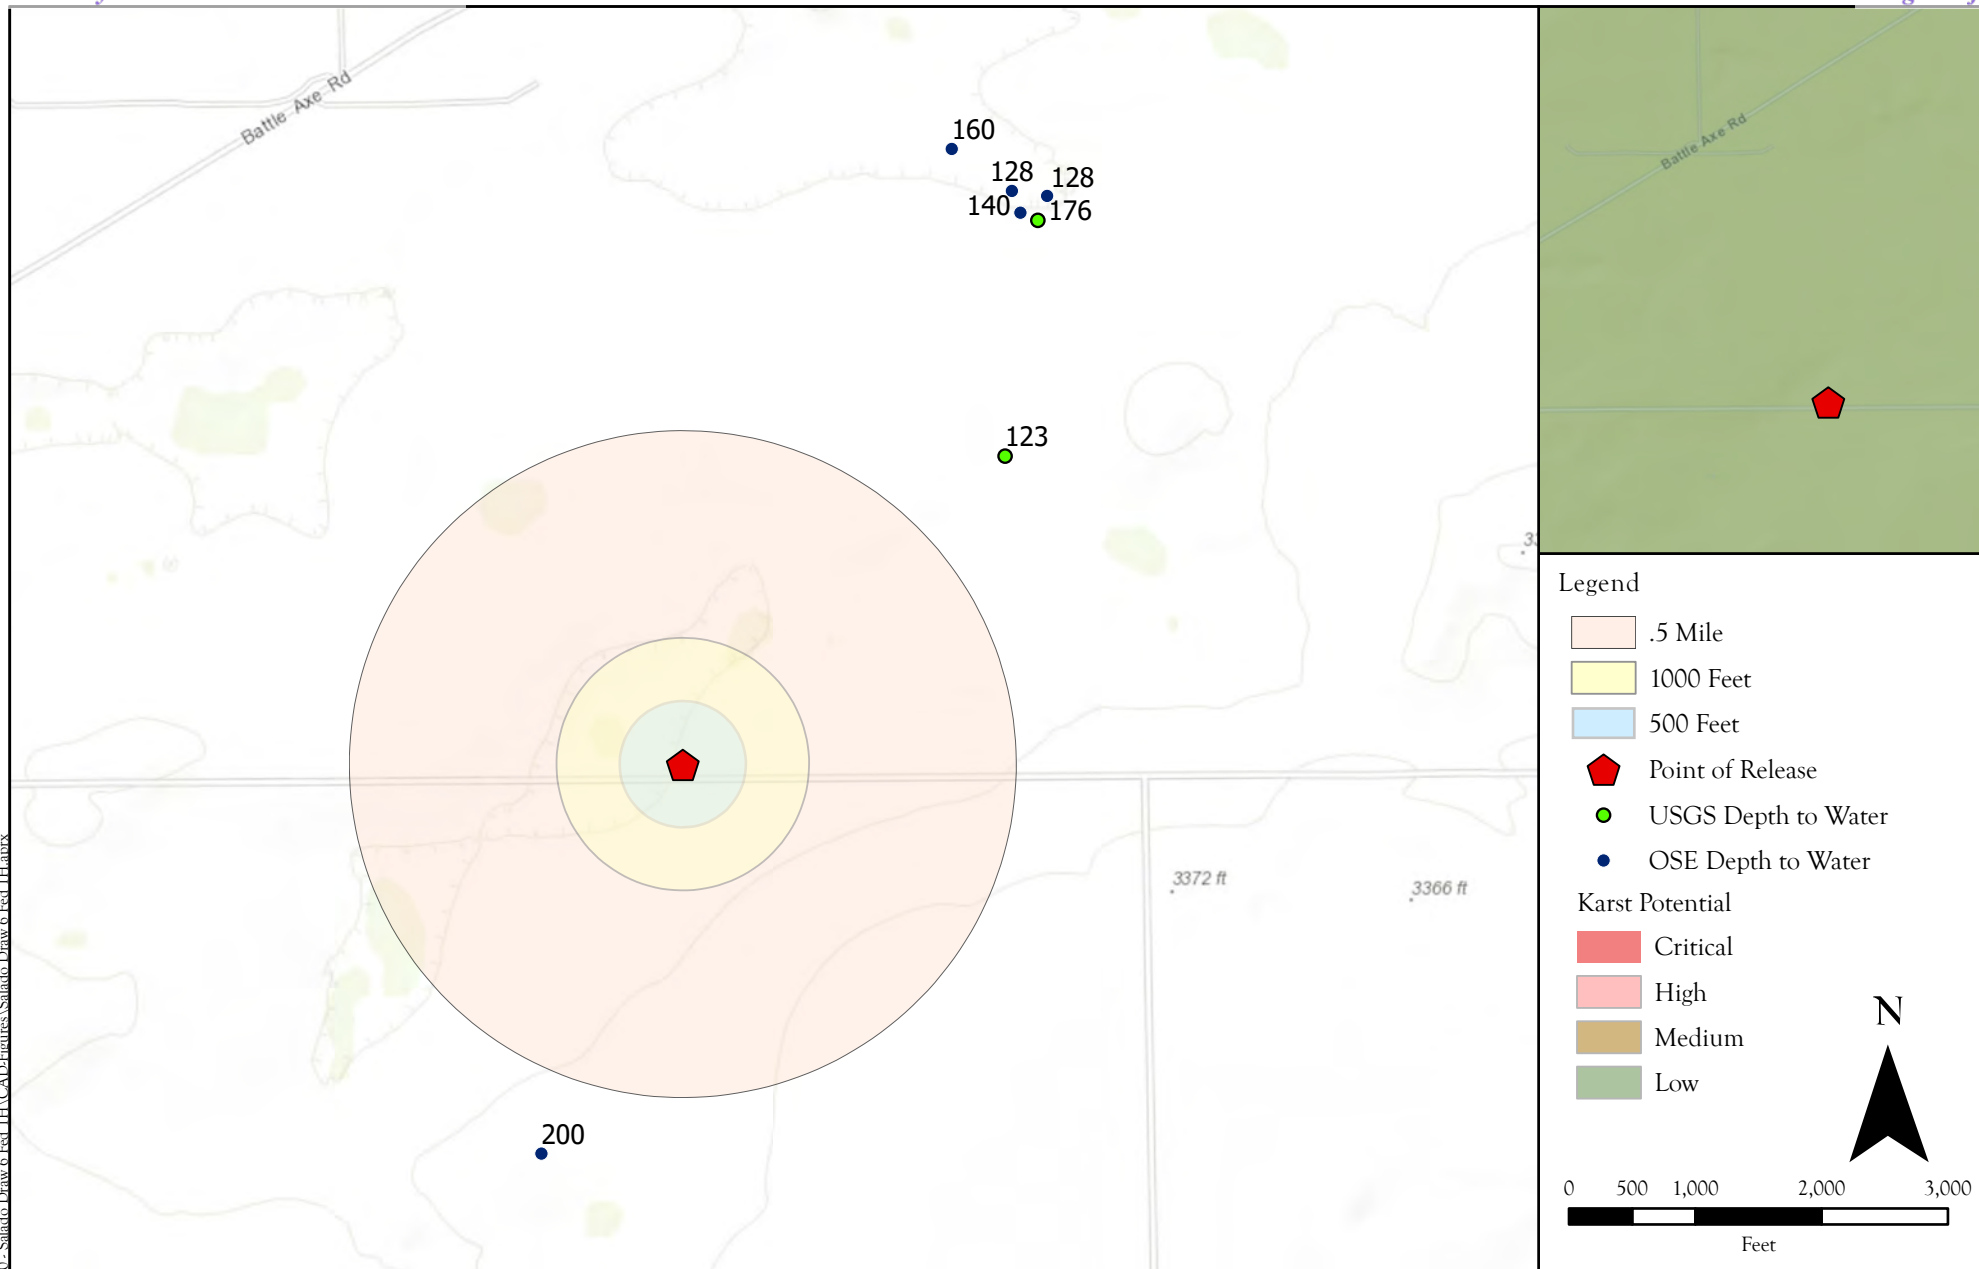 Battle Axe Rd
160
128
128
140
176
123
200
3372 ft
3366 ft
Battle Axe Rd
Legend
.5 Mile
1000 Feet
500 Feet
Point of Release
USGS Depth to Water
OSE Depth to Water
Karst Potential
Critical
High
Medium
Low
N
0 500 1,000 2,000 3,000
Feet